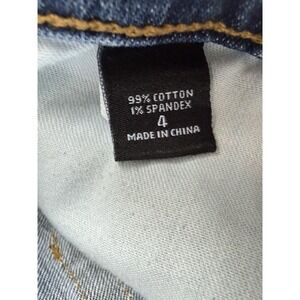 99% COTTON
1% SPANDEX
4
MADE IN CHINA